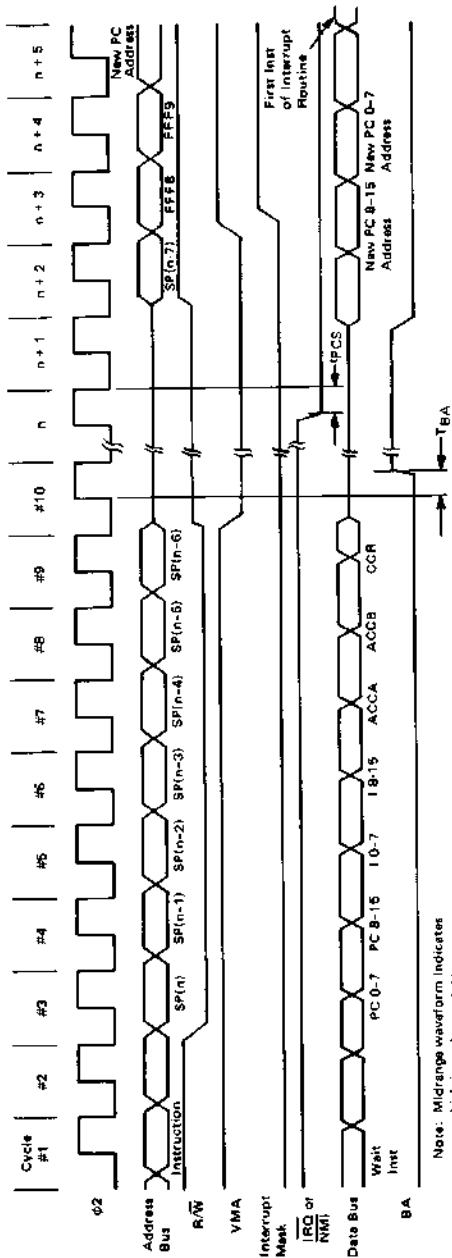 Cycle
#1 #2 #3 #4 #5 #6 #7 #8 #9 #10 n n + 1 n + 2 n + 3 n + 4 n + 5
φ2
New PC
Address
Address
Bus
Instruction SP(n) SP(n-1) SP(n-2) SP(n-3) SP(n-4) SP(n-5) SP(n-6) SP(n-7) FFF8 FFF9
R/W̅
VMA
Interrupt
Mask
First Inst
of Interrupt
Routine
I̅R̅Q̅ or
N̅M̅I̅
tPCS
Data Bus
Wait
Inst
PC 0-7 PC 8-15 I 0-7 I 8-15 ACCA ACCB CCR New PC 8-15
Address
New PC 0-7
Address
BA
TBA
Note: Midrange waveform indicates